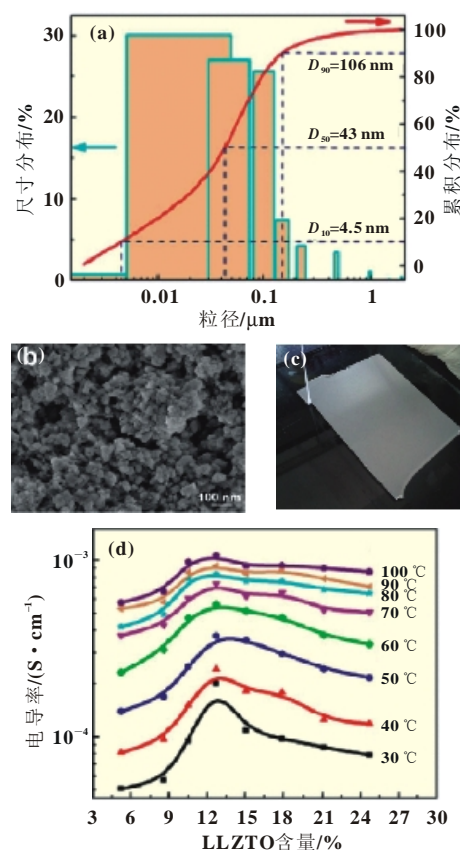 (a)
30
20
10
0
尺寸分布/%
100
80
60
40
20
0
累积分布/%
D90=106 nm
D50=43 nm
D10=4.5 nm
0.01
0.1
1
粒径/μm
(b)
100 nm
(c)
(d)
10⁻³
10⁻⁴
电导率/(S·cm⁻¹)
100 ℃
90 ℃
80 ℃
70 ℃
60 ℃
50 ℃
40 ℃
30 ℃
3 6 9 12 15 18 21 24 27 30
LLZTO含量/%